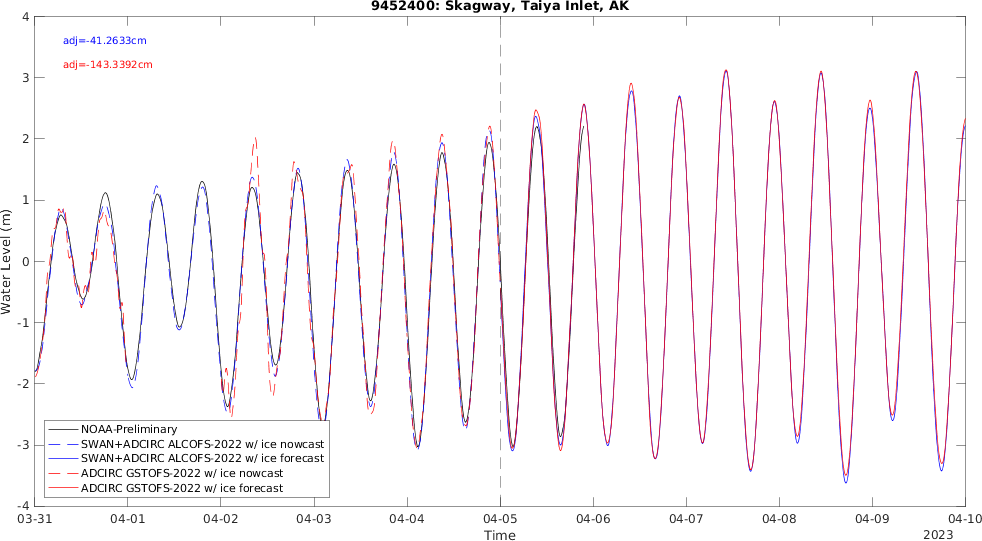 9452400: Skagway, Taiya Inlet, AK
adj=-41.2633cm
adj=-143.3392cm
Water Level (m)
4
3
2
1
0
-1
-2
-3
-4
NOAA-Preliminary
SWAN+ADCIRC ALCOFS-2022 w/ ice nowcast
SWAN+ADCIRC ALCOFS-2022 w/ ice forecast
ADCIRC GSTOFS-2022 w/ ice nowcast
ADCIRC GSTOFS-2022 w/ ice forecast
03-31 04-01 04-02 04-03 04-04 04-05 04-06 04-07 04-08 04-09 04-10
Time
2023